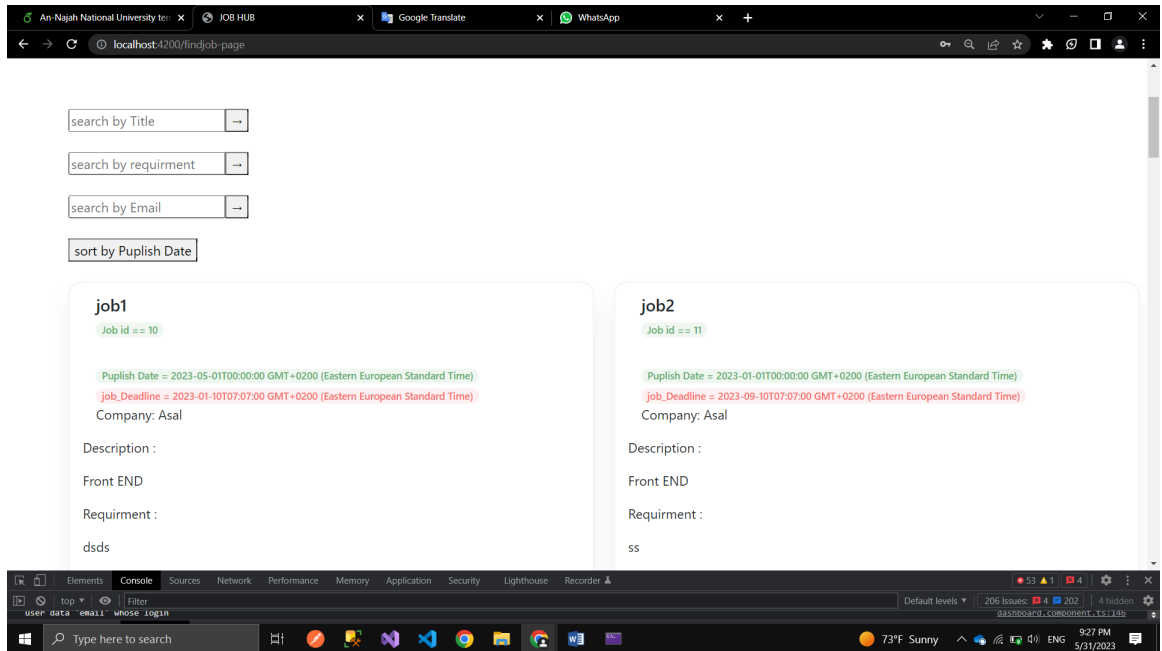 An-Najah National University ten
JOB HUB
Google Translate
WhatsApp
localhost:4200/findjob-page
search by Title →
search by requirment →
search by Email →
sort by Puplish Date
job1
Job id == 10
Puplish Date = 2023-05-01T00:00:00 GMT+0200 (Eastern European Standard Time)
job_Deadline = 2023-01-10T07:07:00 GMT+0200 (Eastern European Standard Time)
Company: Asal
Description :
Front END
Requirment :
dsds
job2
Job id == 11
Puplish Date = 2023-01-01T00:00:00 GMT+0200 (Eastern European Standard Time)
job_Deadline = 2023-09-10T07:07:00 GMT+0200 (Eastern European Standard Time)
Company: Asal
Description :
Front END
Requirment :
ss
Elements Console Sources Network Performance Memory Application Security Lighthouse Recorder 53 1 4
top Filter Default levels 206 Issues: 4 202 4 hidden
user data "email" whose login dashboard.component.ts:146
Type here to search 73°F Sunny ENG 9:27 PM
5/31/2023